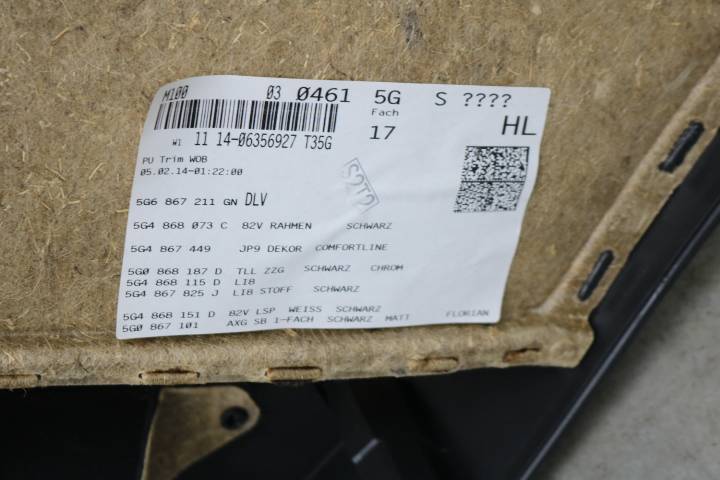 M100 03 0461 5G S ????
Fach
17
HL
W1 11 14-06356927 T35G
PU Trim WOB
05.02.14-01:22:00
S2T2
5G6 867 211 GN DLV
5G4 868 073 C 82V RAHMEN SCHWARZ
5G4 867 449 JP9 DEKOR COMFORTLINE
5G0 868 187 D TLL ZZG SCHWARZ CHROM
5G4 868 115 D LI8
5G4 867 825 J LI8 STOFF SCHWARZ
5G4 868 151 D 82V LSP WEISS SCHWARZ
5G0 867 101 AXG SB 1-FACH SCHWARZ MATT FLORIAN